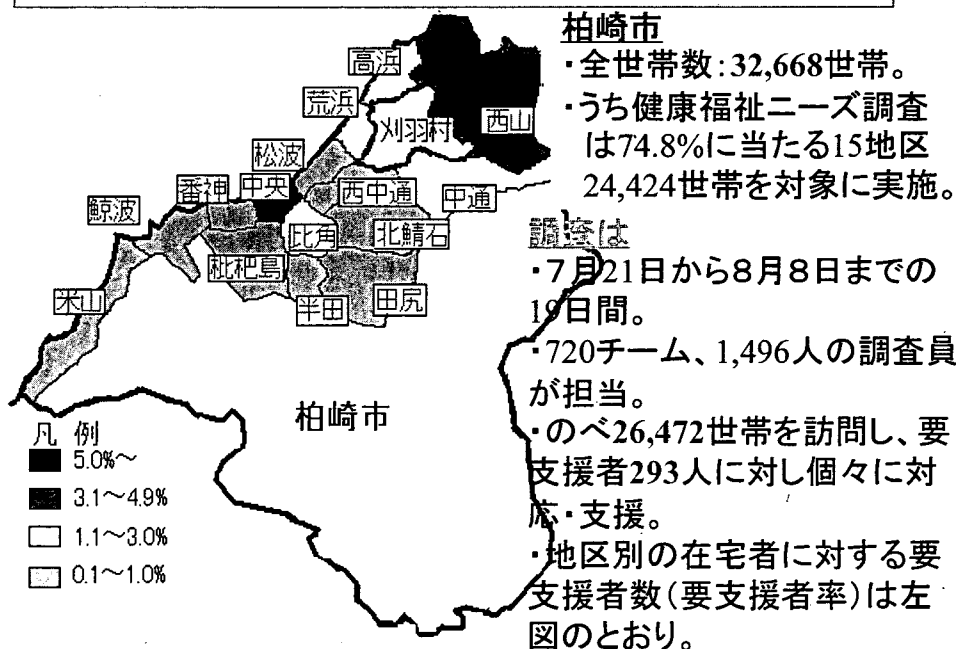 柏崎市
・全世帯数:32,668世帯。
・うち健康福祉ニーズ調査
は74.8%に当たる15地区
24,424世帯を対象に実施。
調査は
・7月21日から8月8日までの
19日間。
・720チーム、1,496人の調査員
が担当。
・のべ26,472世帯を訪問し、要
支援者293人に対し個々に対
応・支援。
・地区別の在宅者に対する要
支援者数(要支援者率)は左
図のとおり。
高浜
荒浜
刈羽村
西山
松波
番神
中央
西中通
中通
鯨波
比角
北鯖石
枇杷島
米山
半田
田尻
柏崎市
凡 例
5.0%~
3.1~4.9%
1.1~3.0%
0.1~1.0%